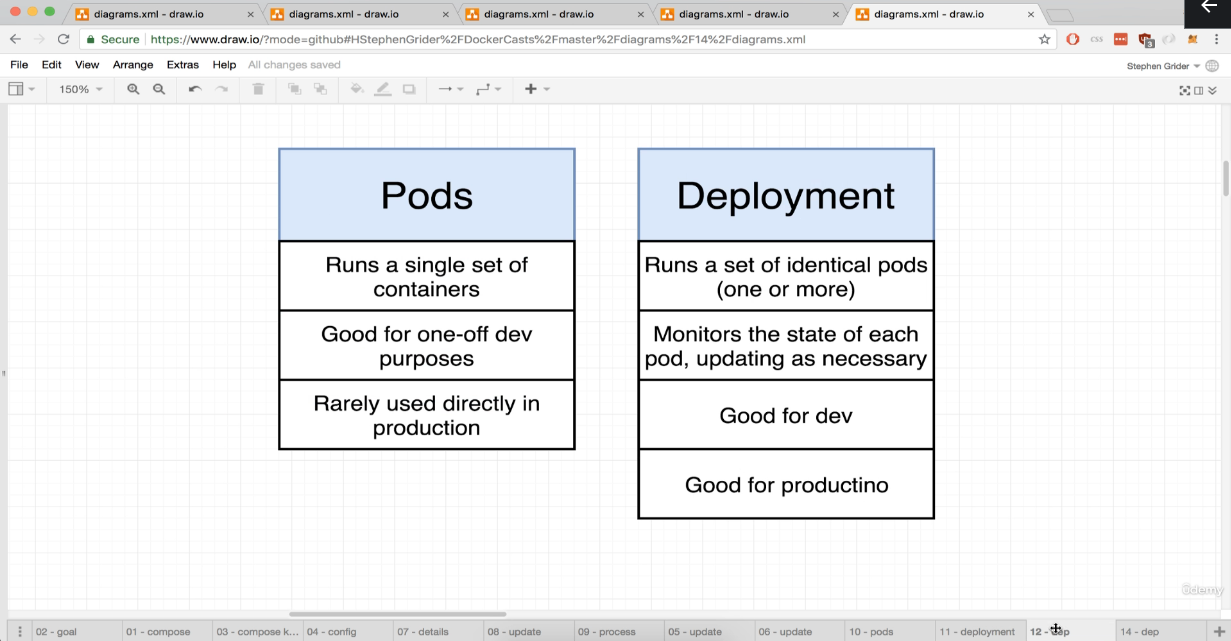 diagrams.xml - draw.io
diagrams.xml - draw.io
diagrams.xml - draw.io
diagrams.xml - draw.io
diagrams.xml - draw.io
Secure https://www.draw.io/?mode=github#HStephenGrider%2FDockerCasts%2Fmaster%2Fdiagrams%2F14%2Fdiagrams.xml
CSS
3
File Edit View Arrange Extras Help All changes saved
Stephen Grider
150%
Pods
Runs a single set of
containers
Good for one-off dev
purposes
Rarely used directly in
production
Deployment
Runs a set of identical pods
(one or more)
Monitors the state of each
pod, updating as necessary
Good for dev
Good for productino
ûdemy
02 - goal 01 - compose 03 - compose k... 04 - config 07 - details 08 - update 09 - process 05 - update 06 - update 10 - pods 11 - deployment 12 - dep 14 - dep